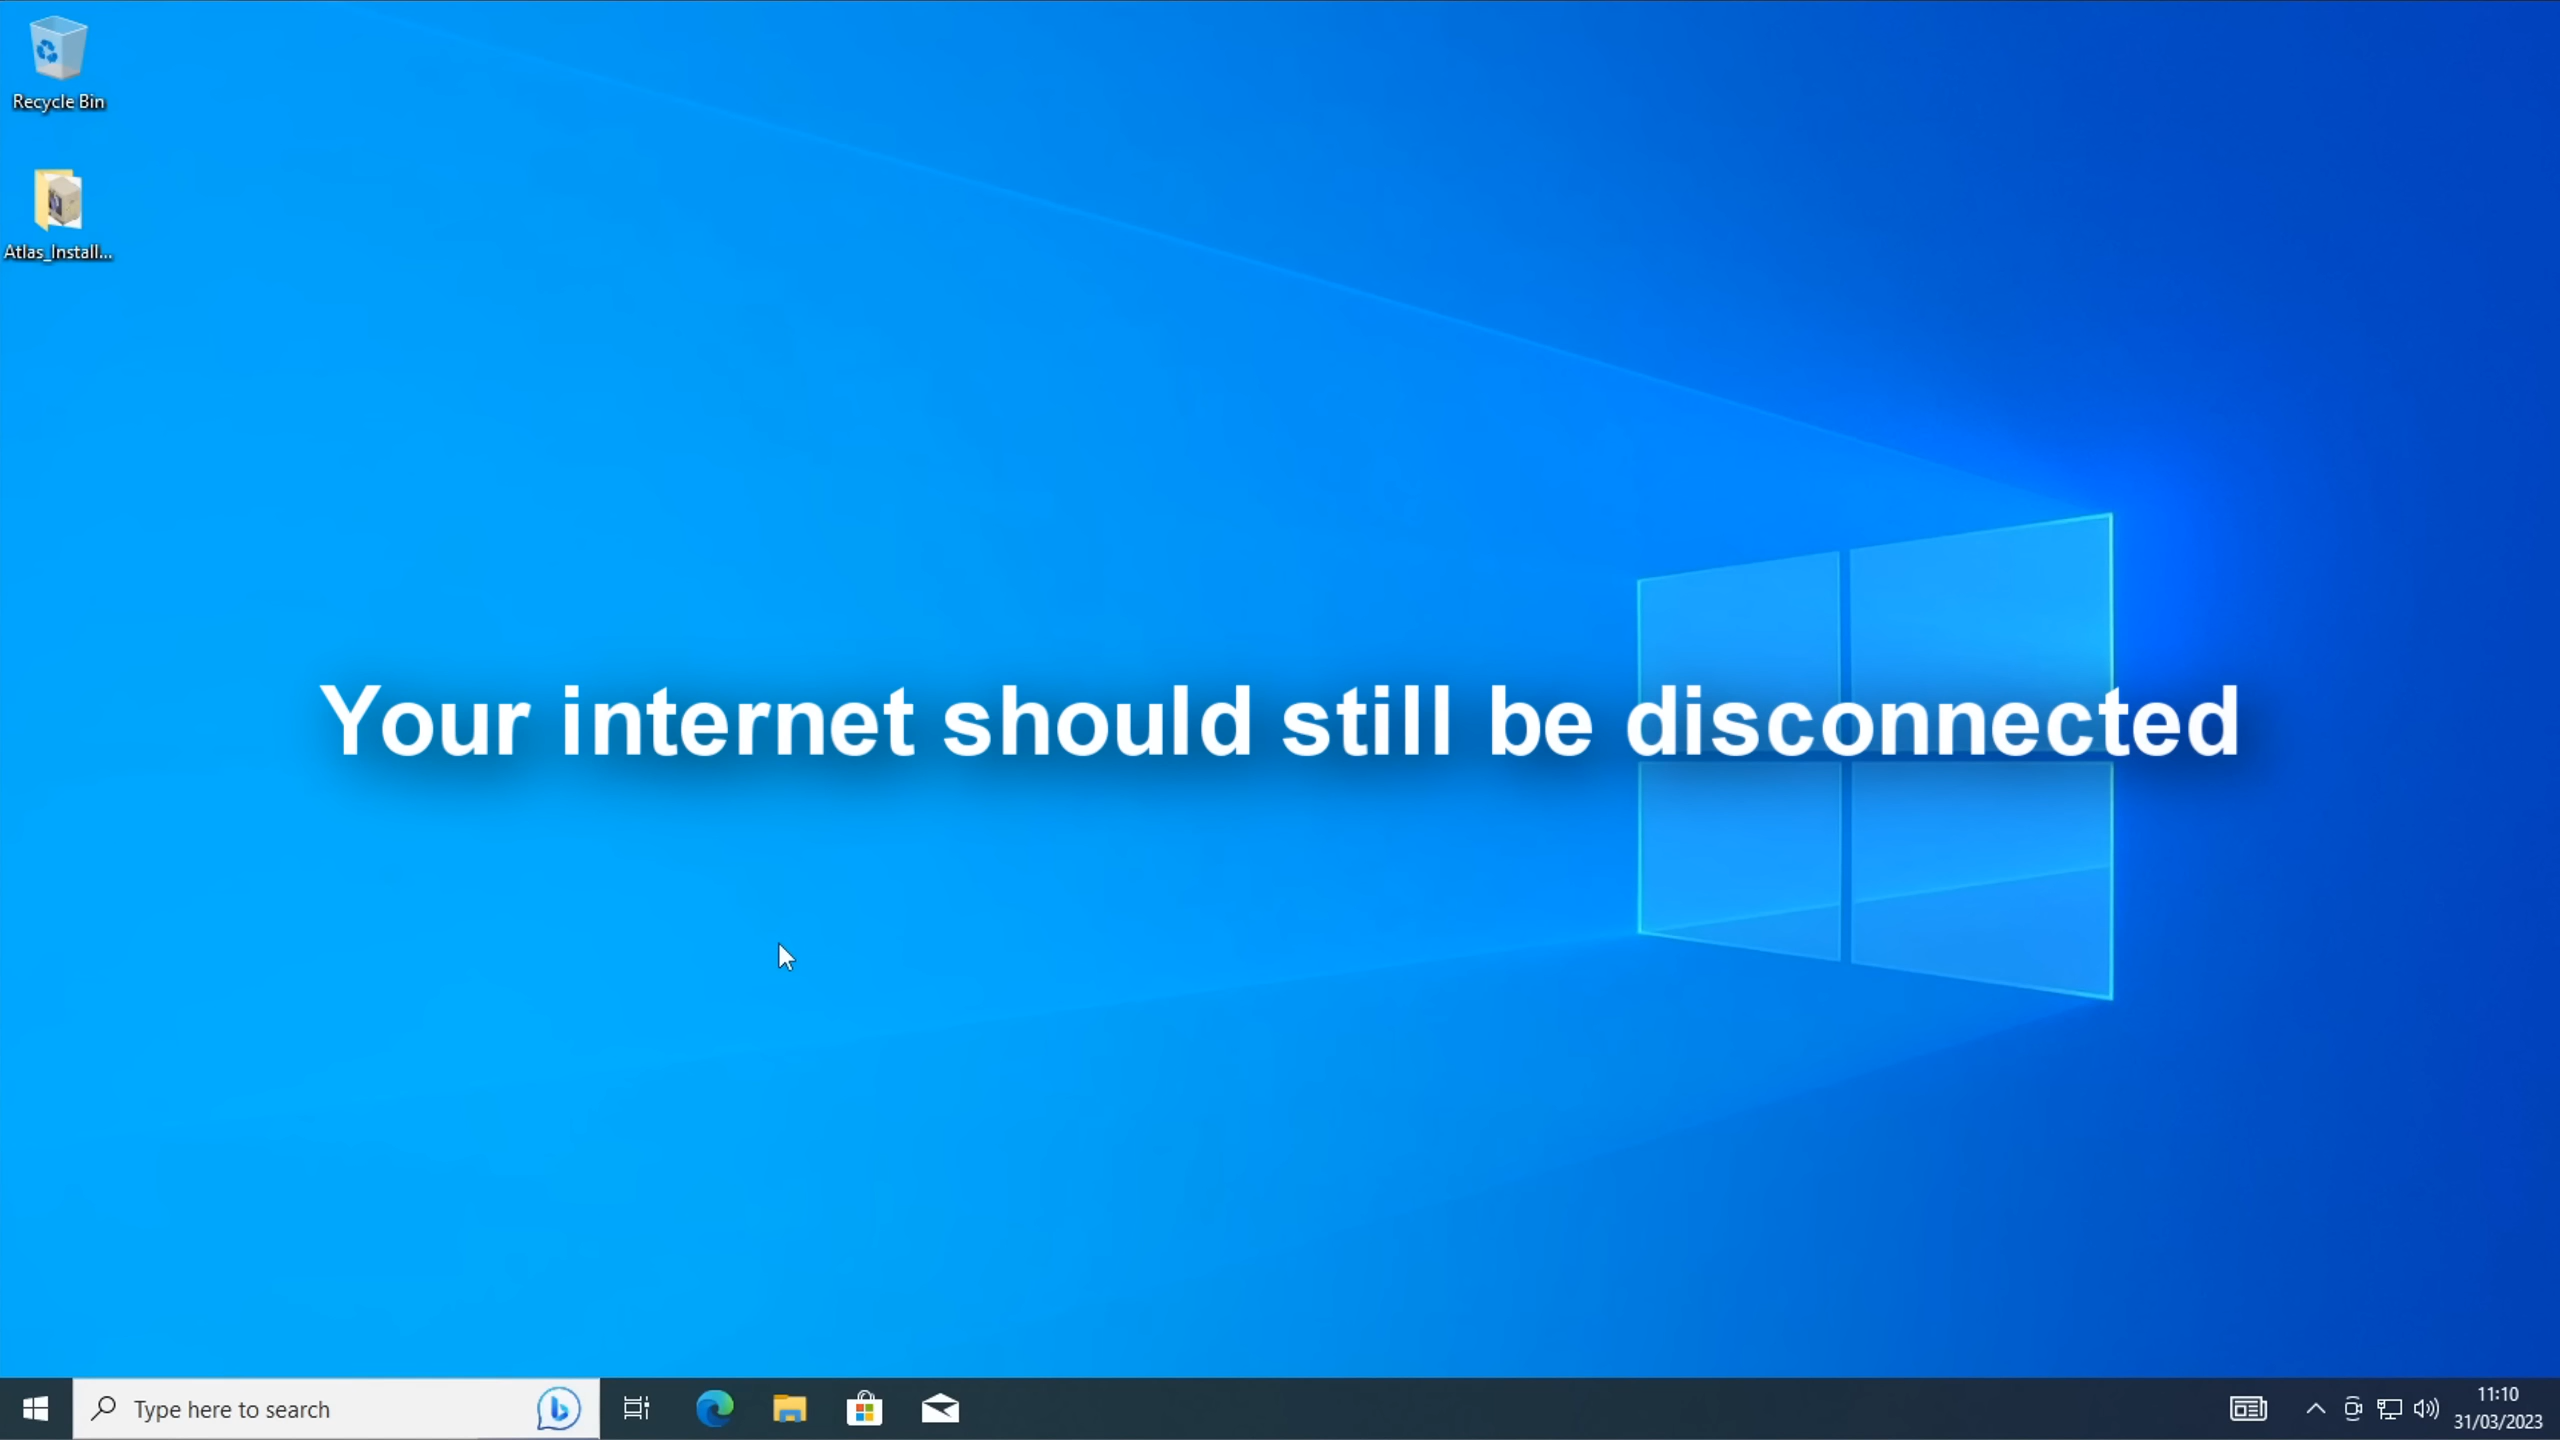 Recycle Bin
Atlas_Install...
Your internet should still be disconnected
Type here to search
11:10
31/03/2023